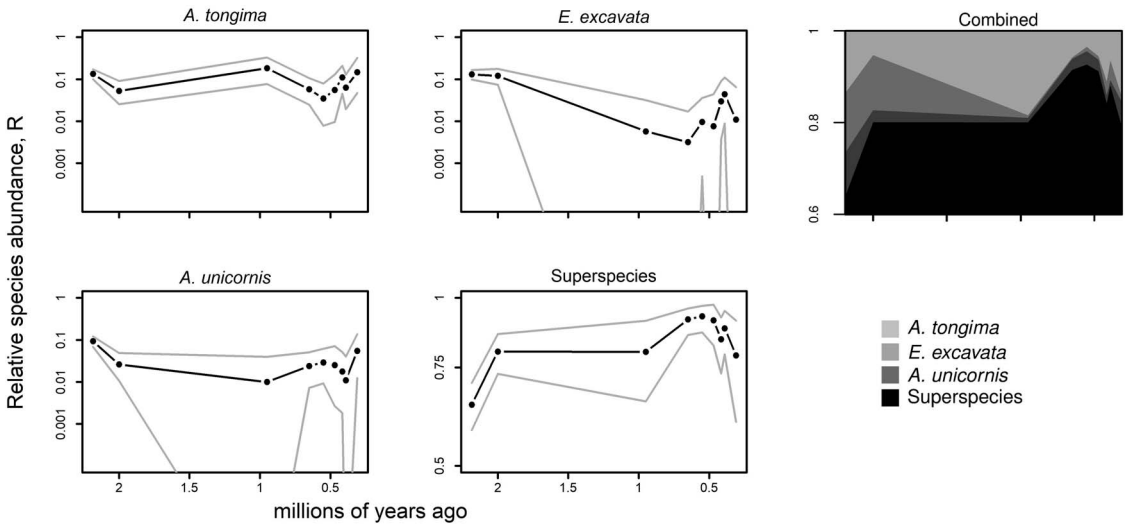 A. tongima
E. excavata
Combined
1
0.1
0.01
0.001
1
0.1
0.01
0.001
1
0.8
0.6
Relative species abundance, R
A. unicornis
Superspecies
1
0.1
0.01
0.001
1
0.75
0.5
A. tongima
E. excavata
A. unicornis
Superspecies
2 1.5 1 0.5
2 1.5 1 0.5
millions of years ago